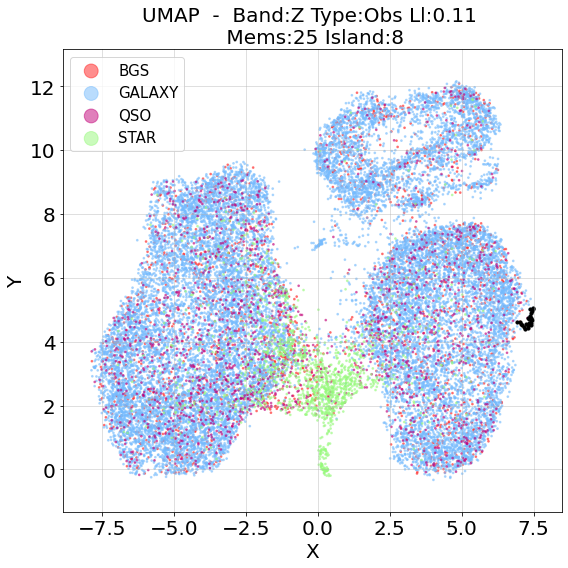 UMAP - Band:Z Type:Obs Ll:0.11
Mems:25 Island:8
BGS
GALAXY
QSO
STAR
12
10
8
6
4
2
0
Y
−7.5 −5.0 −2.5 0.0 2.5 5.0 7.5
X